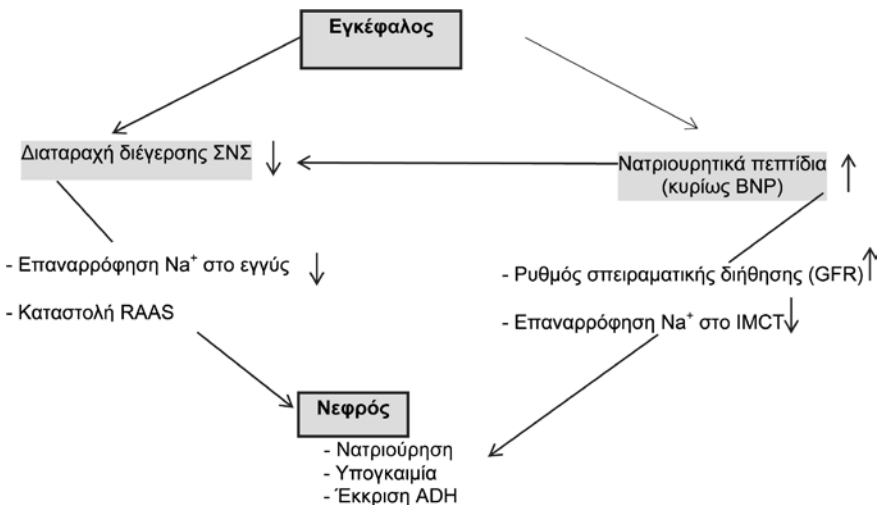 Εγκέφαλος
Διαταραχή διέγερσης ΣΝΣ ↓
Νατριουρητικά πεπτίδια ↑
(κυρίως BNP)
- Επαναρρόφηση Na⁺ στο εγγύς ↓
- Καταστολή RAAS
- Ρυθμός σπειραματικής διήθησης (GFR) ↑
- Επαναρρόφηση Na⁺ στο IMCT ↓
Νεφρός
- Νατριούρηση
- Υπογκαιμία
- Έκκριση ADH